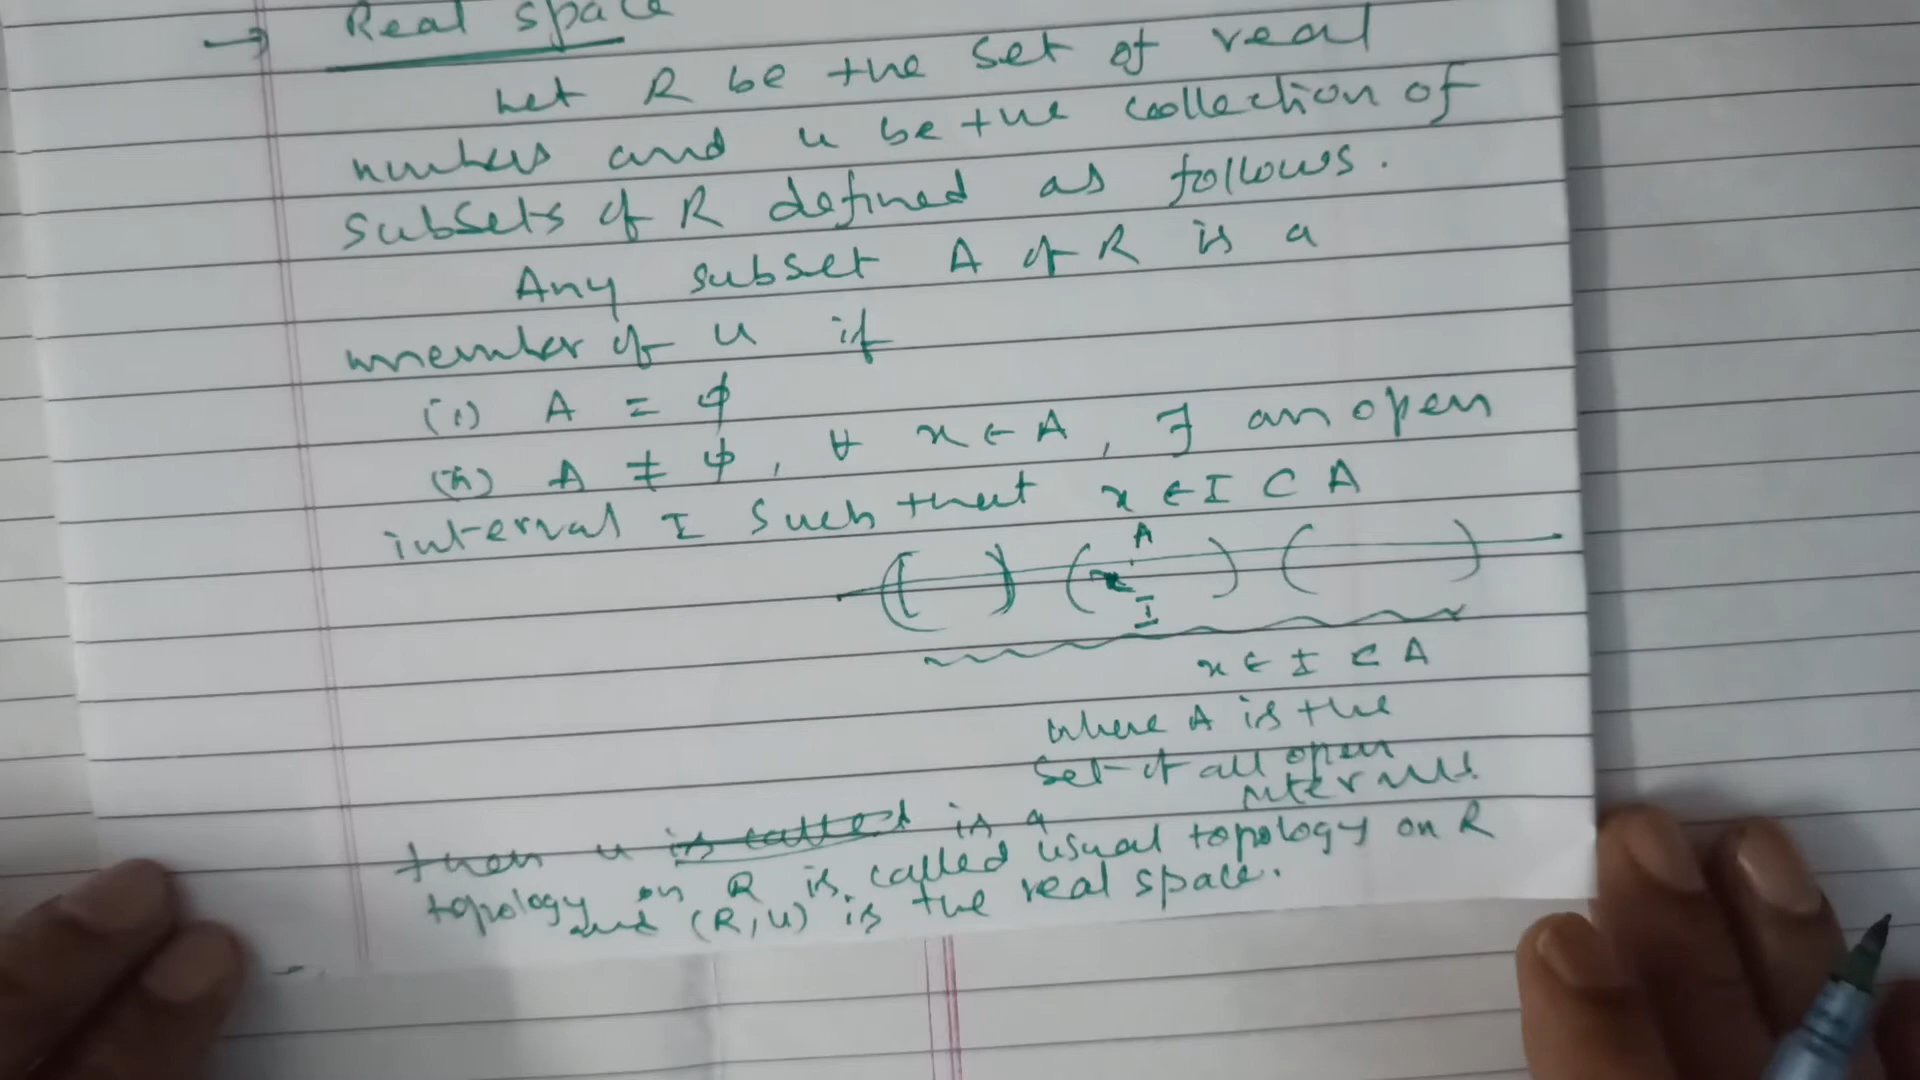 → Real space
Let R be the set of real
numbers and u be the collection of
subsets of R defined as follows.
Any subset A of R is a
member of u if
(i) A = ϕ
(ii) A ≠ ϕ, ∀ x ∈ A, ∃ an open
interval I such that x ∈ I ⊂ A
( [ ) ) ( x ) ( )
A
I
x ∈ I ⊂ A
where A is the
set of all open
intervals.
then u is called is a
topology on R is called usual topology on R
and (R, u) is the real space.